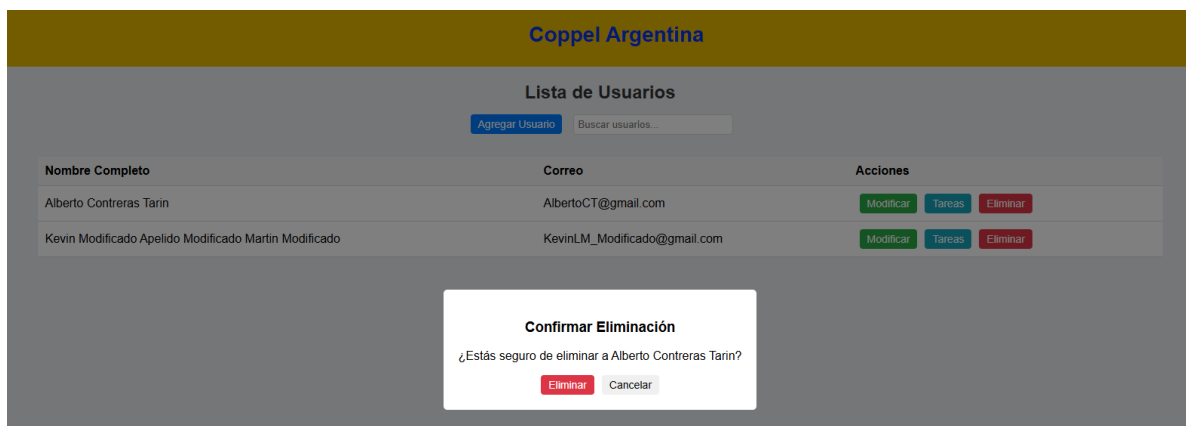 Coppel Argentina
Lista de Usuarios
Agregar Usuario Buscar usuarios...
Nombre Completo Correo Acciones
Alberto Contreras Tarin AlbertoCT@gmail.com Modificar Tareas Eliminar
Kevin Modificado Apelido Modificado Martin Modificado KevinLM_Modificado@gmail.com Modificar Tareas Eliminar
Confirmar Eliminación
¿Estás seguro de eliminar a Alberto Contreras Tarin?
Eliminar Cancelar